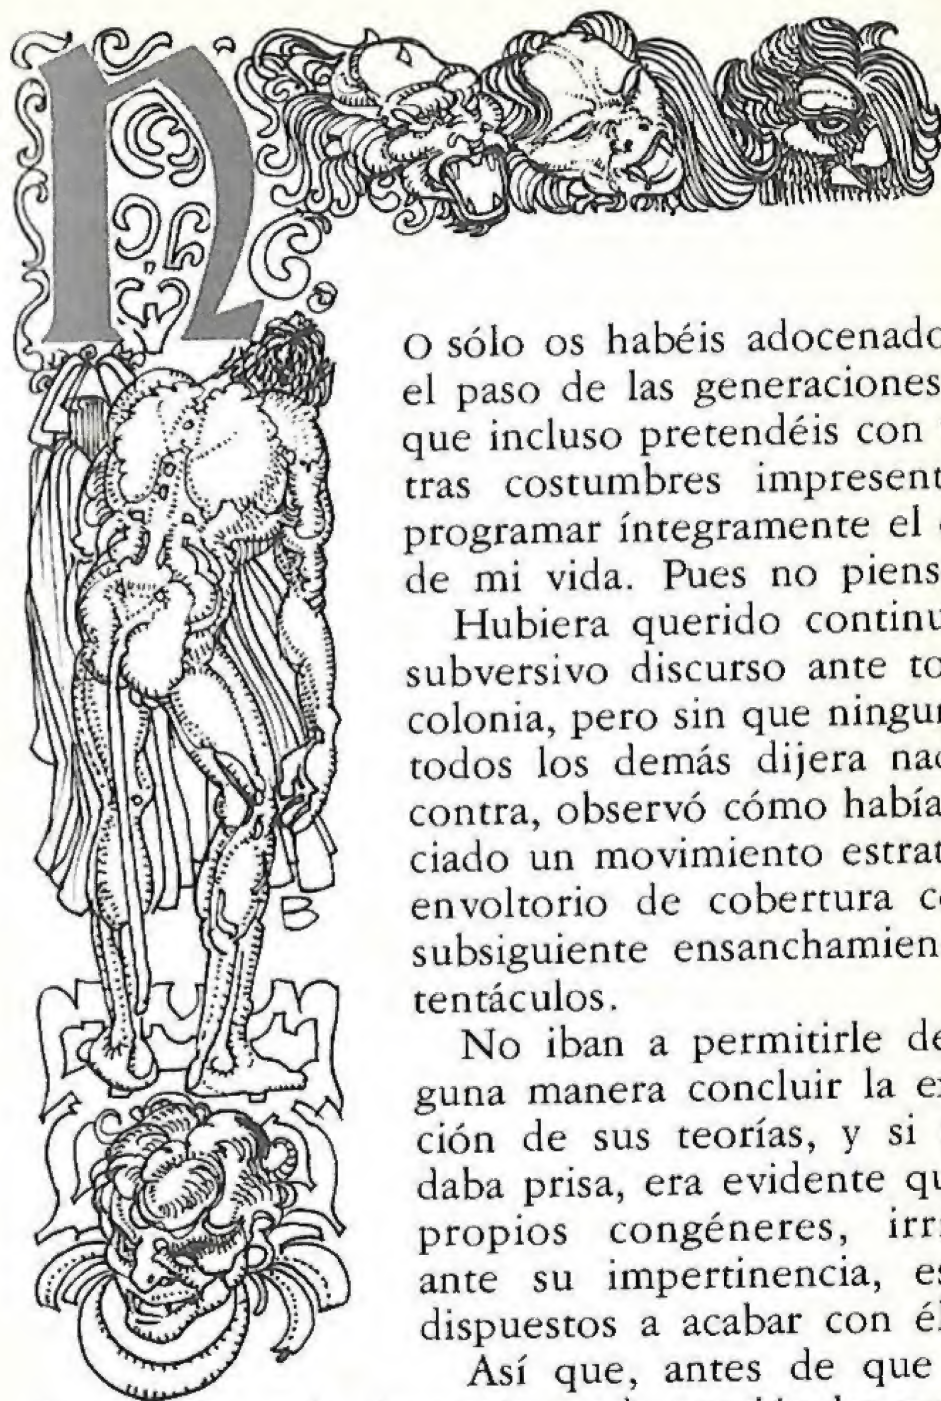 NO sólo os habéis adocenado
el paso de las generaciones
que incluso pretendéis con
tras costumbres impresent
programar íntegramente el
de mi vida. Pues no piens
Hubiera querido continu
subversivo discurso ante to
colonia, pero sin que ningun
todos los demás dijera nad
contra, observó cómo había
ciado un movimiento estrat
envoltorio de cobertura c
subsiguiente ensanchamien
tentáculos.
No iban a permitirle de
guna manera concluir la ex
ción de sus teorías, y si
daba prisa, era evidente qu
propios congéneres, irri
ante su impertinencia, es
dispuestos a acabar con él
Así que, antes de que
B